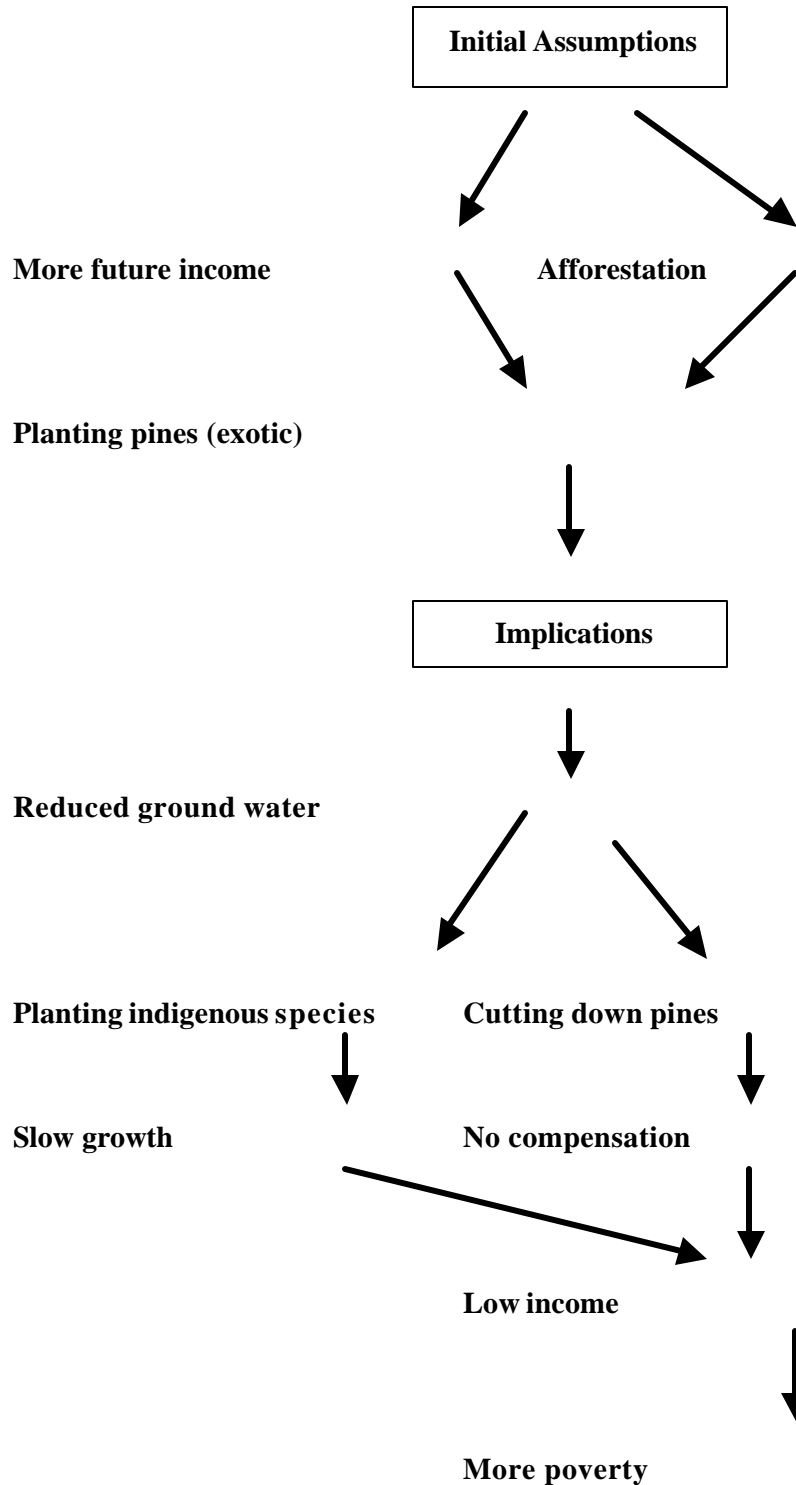 Initial Assumptions
More future income
Afforestation
Planting pines (exotic)
Implications
Reduced ground water
Planting indigenous species
Cutting down pines
Slow growth
No compensation
Low income
More poverty